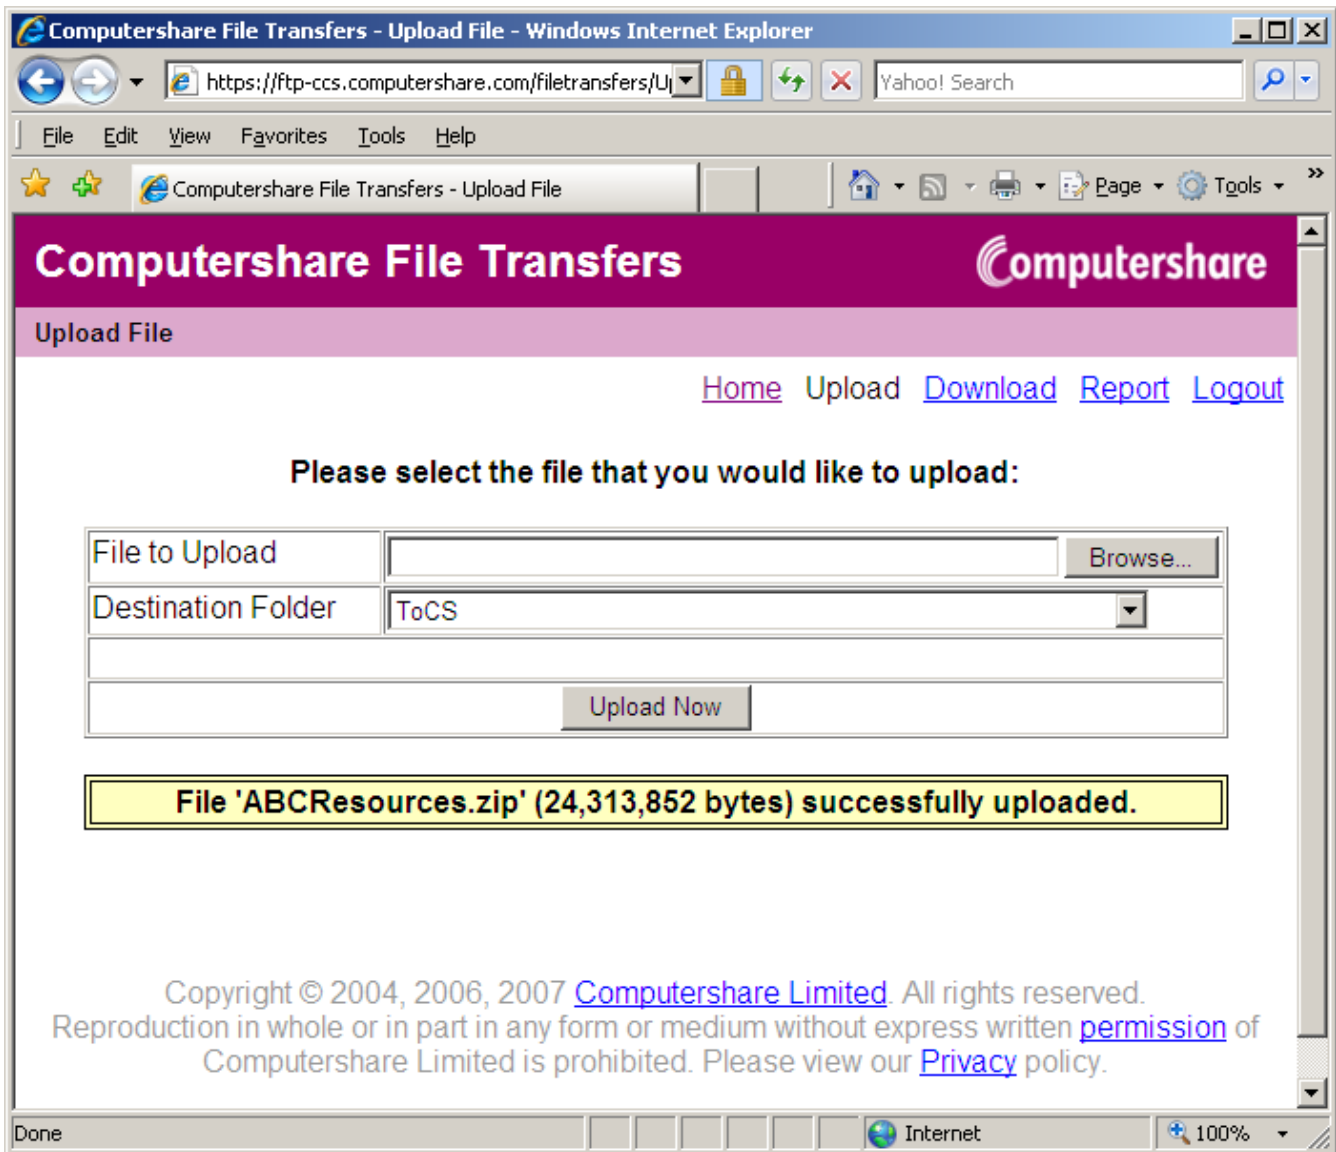 Computershare File Transfers - Upload File - Windows Internet Explorer
https://ftp-ccs.computershare.com/filetransfers/U
Yahoo! Search
File Edit View Favorites Tools Help
Computershare File Transfers - Upload File
Page Tools »
Computershare File Transfers
Computershare
Upload File
Home Upload Download Report Logout
Please select the file that you would like to upload:
File to Upload
Browse...
Destination Folder
ToCS
Upload Now
File 'ABCResources.zip' (24,313,852 bytes) successfully uploaded.
Copyright © 2004, 2006, 2007 Computershare Limited. All rights reserved.
Reproduction in whole or in part in any form or medium without express written permission of
Computershare Limited is prohibited. Please view our Privacy policy.
Done
Internet
100%